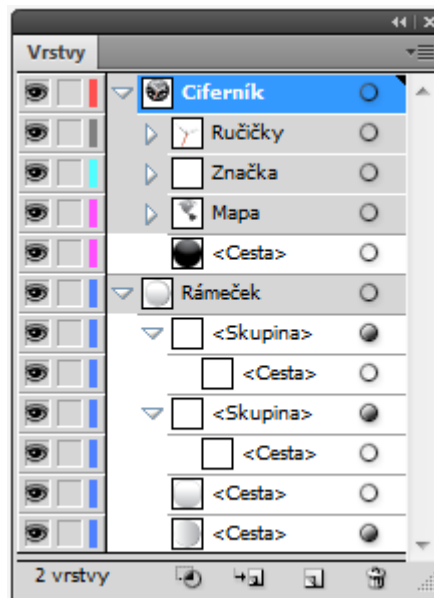 Vrstvy
Ciferník
Ručičky
Značka
Mapa
<Cesta>
Rámeček
<Skupina>
<Cesta>
<Skupina>
<Cesta>
<Cesta>
<Cesta>
2 vrstvy